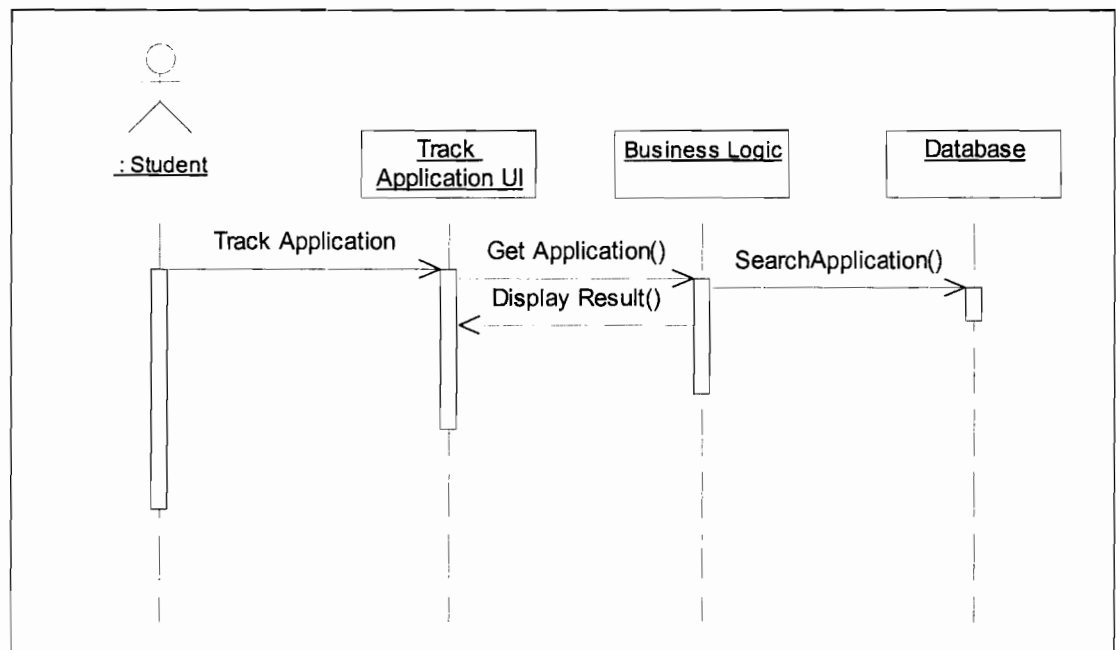 : Student
Track
Application UI
Business Logic
Database
Track Application
Get Application()
SearchApplication()
Display Result()